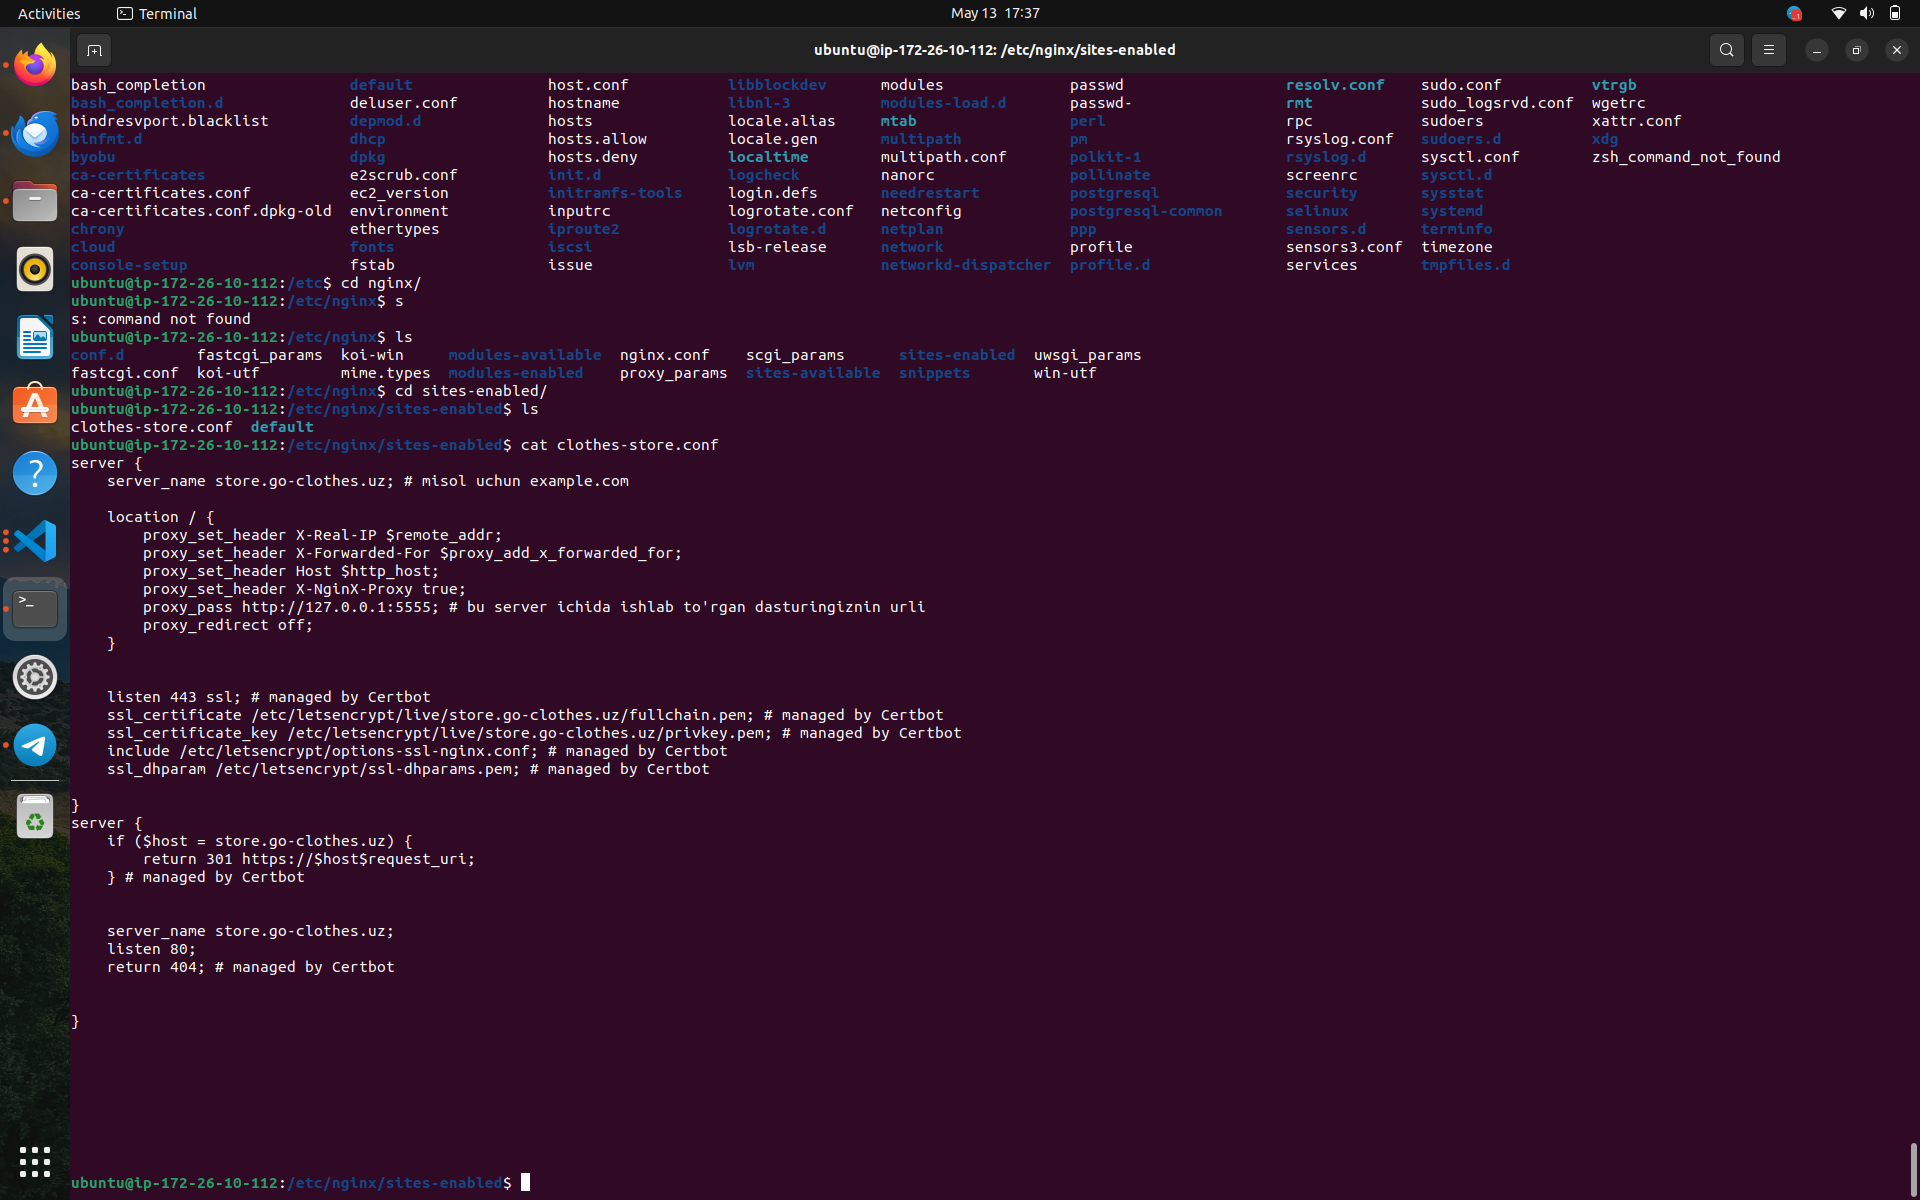 Activities Terminal May 13 17:37
ubuntu@ip-172-26-10-112: /etc/nginx/sites-enabled
bash_completion default host.conf libblockdev modules passwd resolv.conf sudo.conf vtrgb
bash_completion.d deluser.conf hostname libnl-3 modules-load.d passwd- rmt sudo_logsrvd.conf wgetrc
bindresvport.blacklist depmod.d hosts locale.alias mtab perl rpc sudoers xattr.conf
binfmt.d dhcp hosts.allow locale.gen multipath pm rsyslog.conf sudoers.d xdg
byobu dpkg hosts.deny localtime multipath.conf polkit-1 rsyslog.d sysctl.conf zsh_command_not_found
ca-certificates e2scrub.conf init.d logcheck nanorc pollinate screenrc sysctl.d
ca-certificates.conf ec2_version initramfs-tools login.defs needrestart postgresql security sysstat
ca-certificates.conf.dpkg-old environment inputrc logrotate.conf netconfig postgresql-common selinux systemd
chrony ethertypes iproute2 logrotate.d netplan ppp sensors.d terminfo
cloud fonts iscsi lsb-release network profile sensors3.conf timezone
console-setup fstab issue lvm networkd-dispatcher profile.d services tmpfiles.d
ubuntu@ip-172-26-10-112:/etc$ cd nginx/
ubuntu@ip-172-26-10-112:/etc/nginx$ s
s: command not found
ubuntu@ip-172-26-10-112:/etc/nginx$ ls
conf.d fastcgi_params koi-win modules-available nginx.conf scgi_params sites-enabled uwsgi_params
fastcgi.conf koi-utf mime.types modules-enabled proxy_params sites-available snippets win-utf
ubuntu@ip-172-26-10-112:/etc/nginx$ cd sites-enabled/
ubuntu@ip-172-26-10-112:/etc/nginx/sites-enabled$ ls
clothes-store.conf default
ubuntu@ip-172-26-10-112:/etc/nginx/sites-enabled$ cat clothes-store.conf
server {
    server_name store.go-clothes.uz; # misol uchun example.com
    location / {
        proxy_set_header X-Real-IP $remote_addr;
        proxy_set_header X-Forwarded-For $proxy_add_x_forwarded_for;
        proxy_set_header Host $http_host;
        proxy_set_header X-NginX-Proxy true;
        proxy_pass http://127.0.0.1:5555; # bu server ichida ishlab to'rgan dasturingiznin urli
        proxy_redirect off;
    }
    listen 443 ssl; # managed by Certbot
    ssl_certificate /etc/letsencrypt/live/store.go-clothes.uz/fullchain.pem; # managed by Certbot
    ssl_certificate_key /etc/letsencrypt/live/store.go-clothes.uz/privkey.pem; # managed by Certbot
    include /etc/letsencrypt/options-ssl-nginx.conf; # managed by Certbot
    ssl_dhparam /etc/letsencrypt/ssl-dhparams.pem; # managed by Certbot
}
server {
    if ($host = store.go-clothes.uz) {
        return 301 https://$host$request_uri;
    } # managed by Certbot
    server_name store.go-clothes.uz;
    listen 80;
    return 404; # managed by Certbot
}
ubuntu@ip-172-26-10-112:/etc/nginx/sites-enabled$